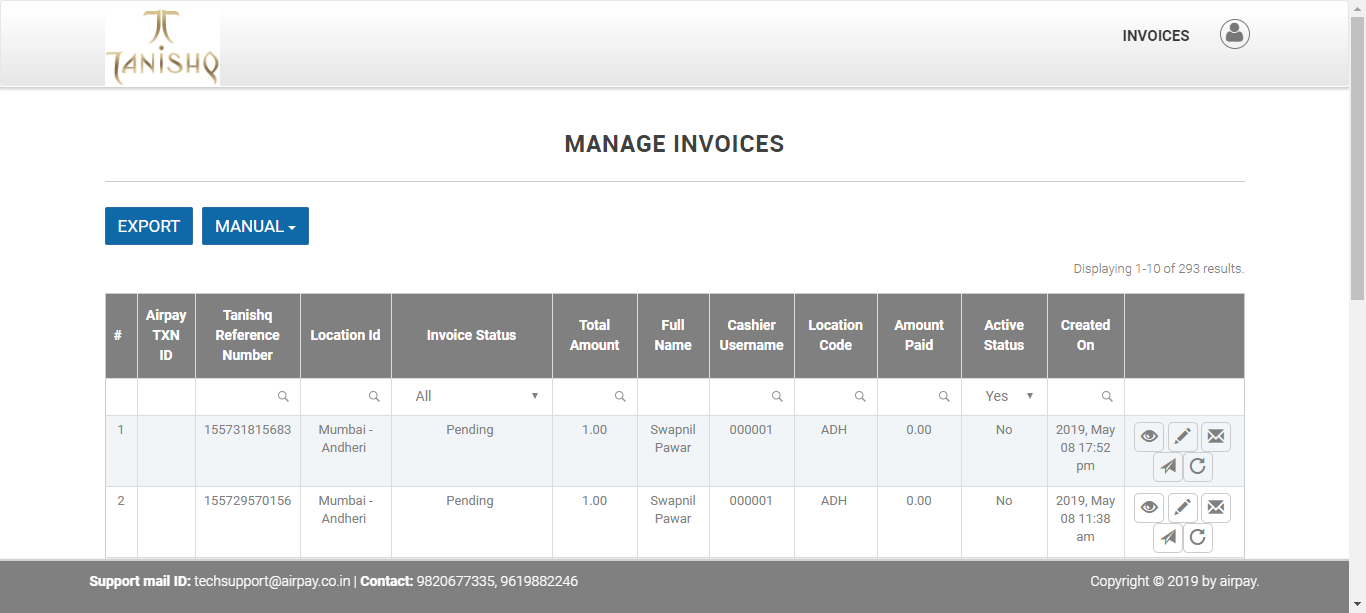 TANISHQ
INVOICES
MANAGE INVOICES
EXPORT
MANUAL
Displaying 1-10 of 293 results.
#
Airpay
TXN
ID
Tanishq
Reference
Number
Location Id
Invoice Status
Total
Amount
Full
Name
Cashier
Username
Location
Code
Amount
Paid
Active
Status
Created
On
All
Yes
1
155731815683
Mumbai -
Andheri
Pending
1.00
Swapnil
Pawar
000001
ADH
0.00
No
2019, May
08 17:52
pm
2
155729570156
Mumbai -
Andheri
Pending
1.00
Swapnil
Pawar
000001
ADH
0.00
No
2019, May
08 11:38
am
Support mail ID: techsupport@airpay.co.in | Contact: 9820677335, 9619882246
Copyright © 2019 by airpay.